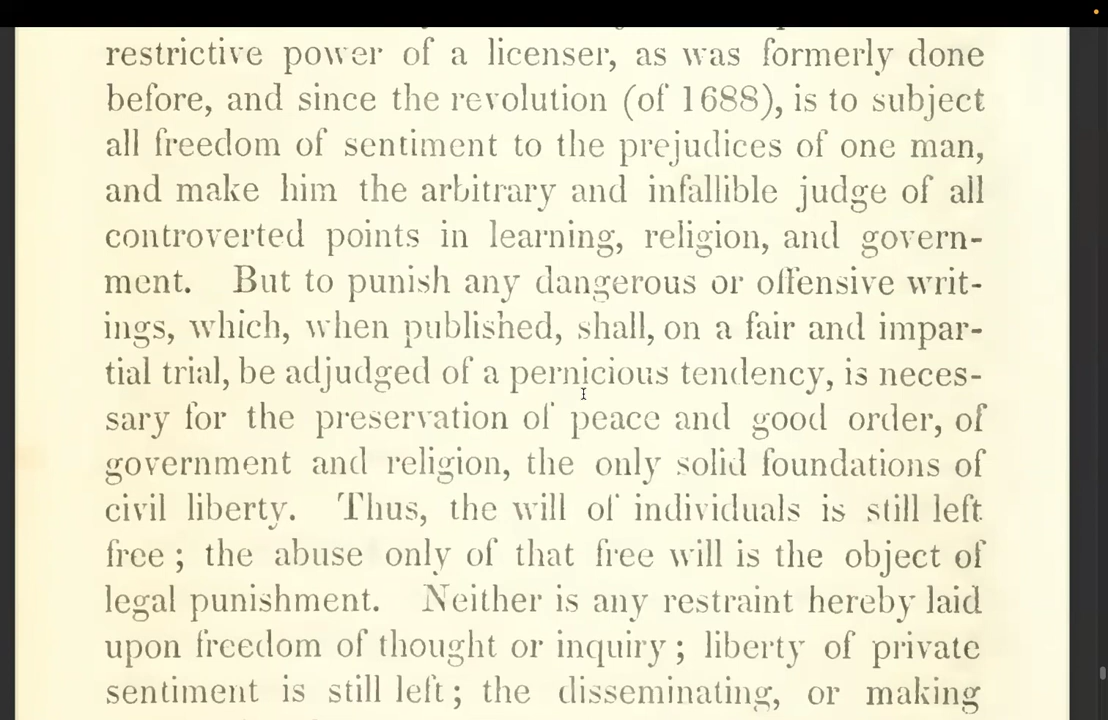 restrictive power of a licenser, as was formerly done
before, and since the revolution (of 1688), is to subject
all freedom of sentiment to the prejudices of one man,
and make him the arbitrary and infallible judge of all
controverted points in learning, religion, and govern-
ment. But to punish any dangerous or offensive writ-
ings, which, when published, shall, on a fair and impar-
tial trial, be adjudged of a pernicious tendency, is neces-
sary for the preservation of peace and good order, of
government and religion, the only solid foundations of
civil liberty. Thus, the will of individuals is still left
free; the abuse only of that free will is the object of
legal punishment. Neither is any restraint hereby laid
upon freedom of thought or inquiry; liberty of private
sentiment is still left; the disseminating, or making